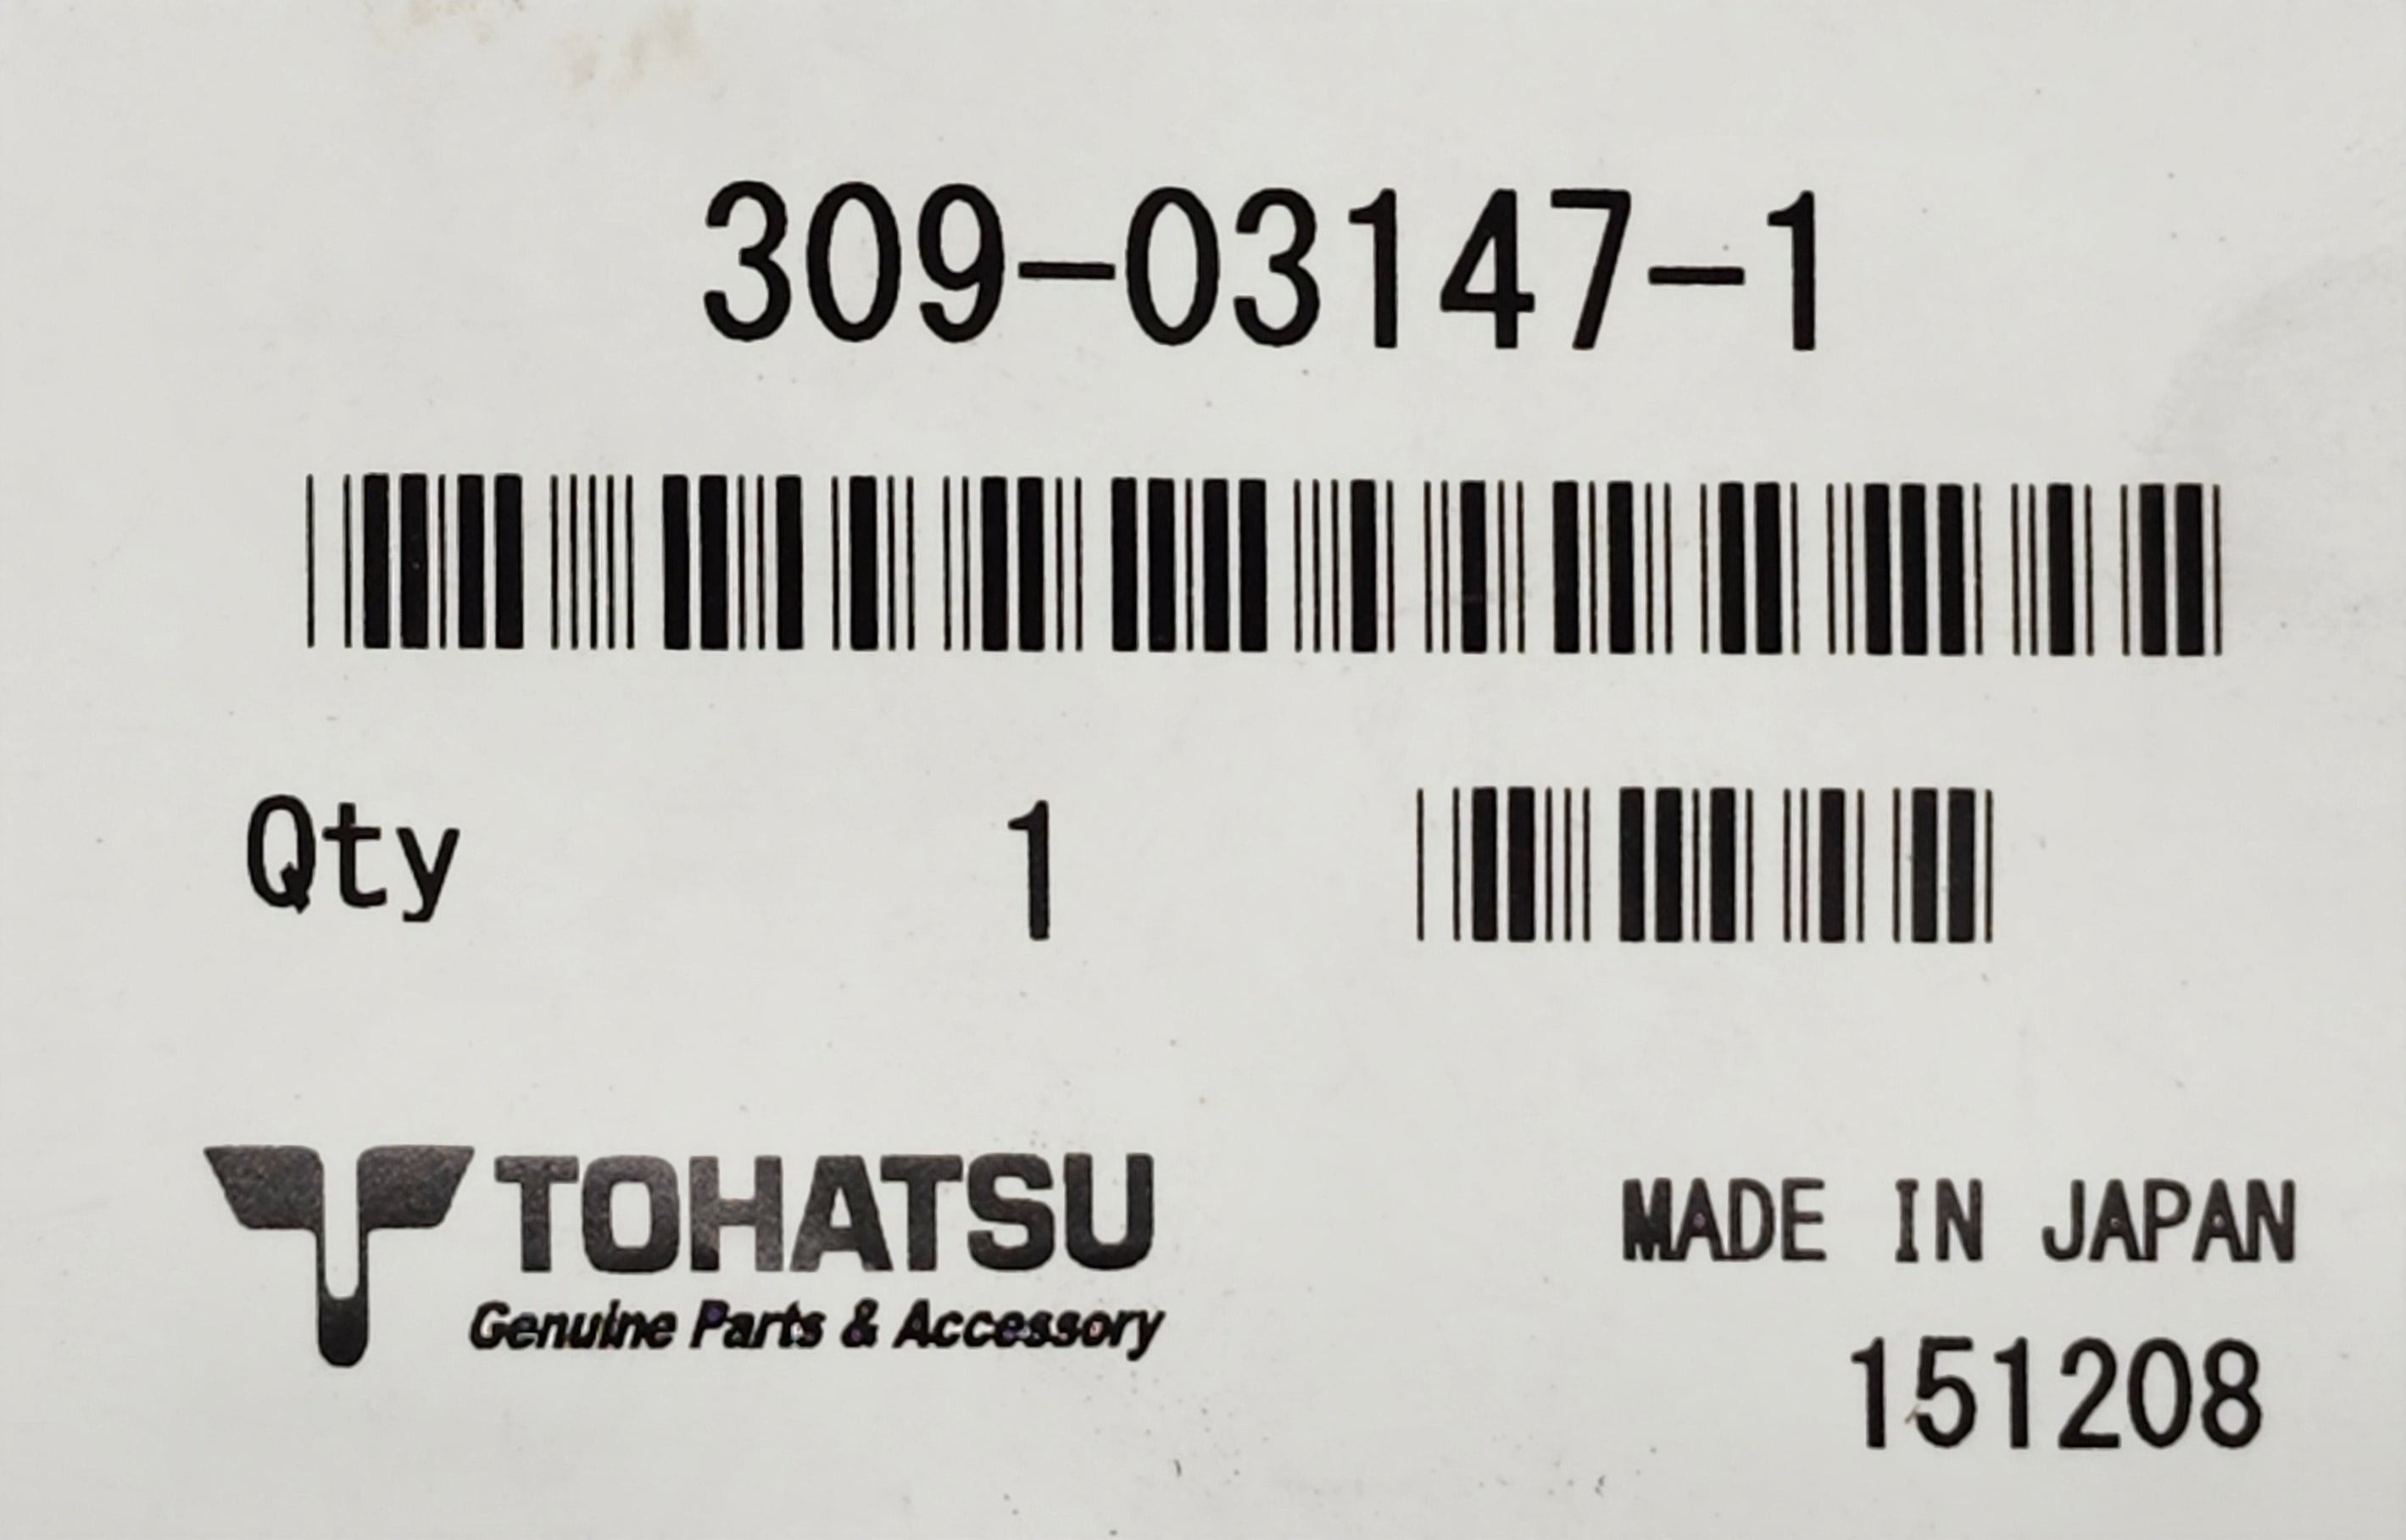 309-03147-1
Qty 1
TOHATSU
Genuine Parts & Accessory
MADE IN JAPAN
151208